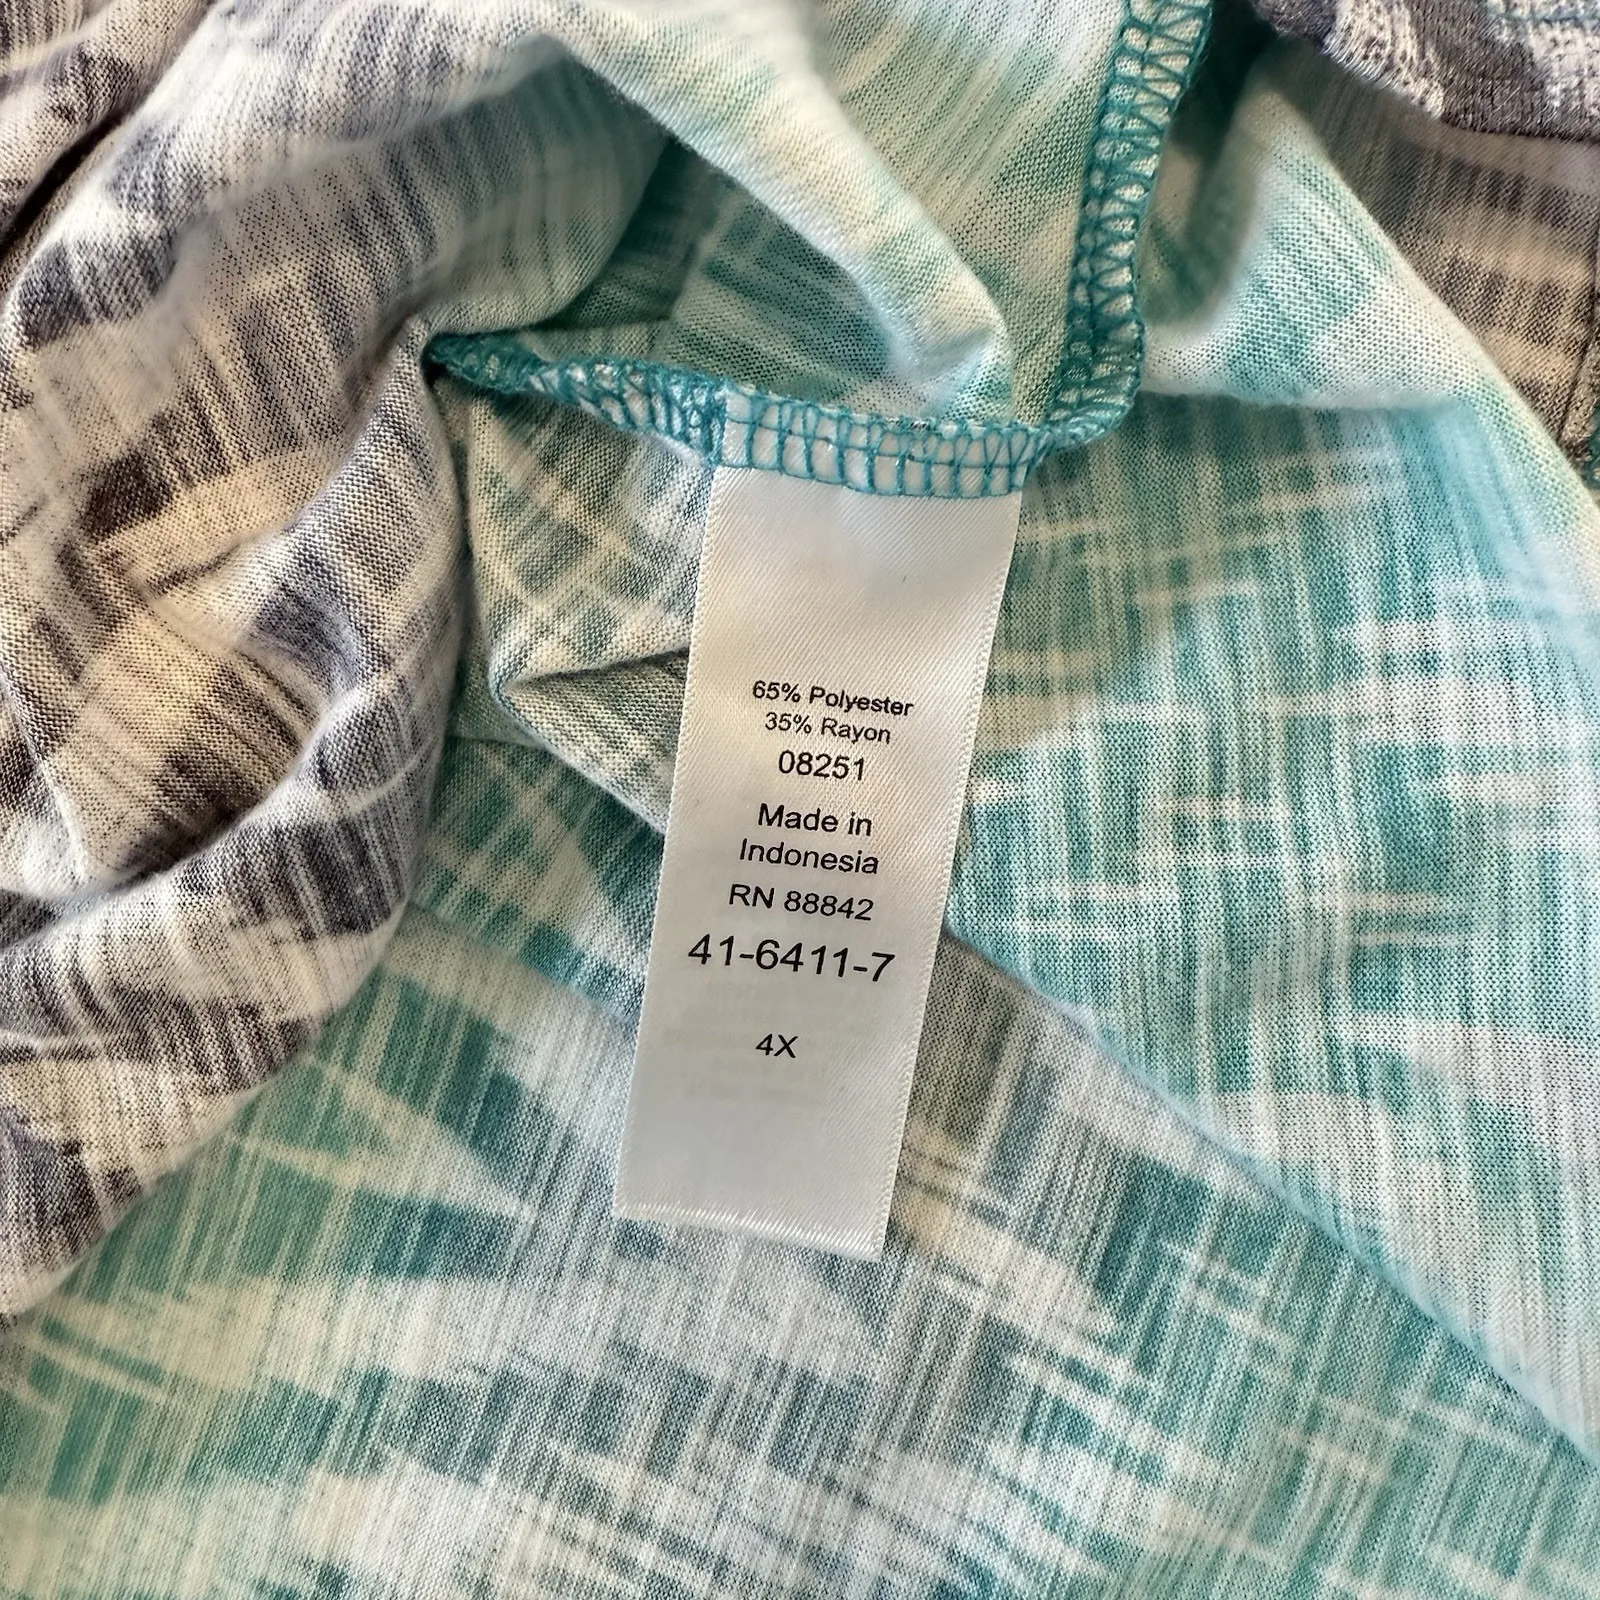 65% Polyester
35% Rayon
08251
Made in
Indonesia
RN 88842
41-6411-7
4X